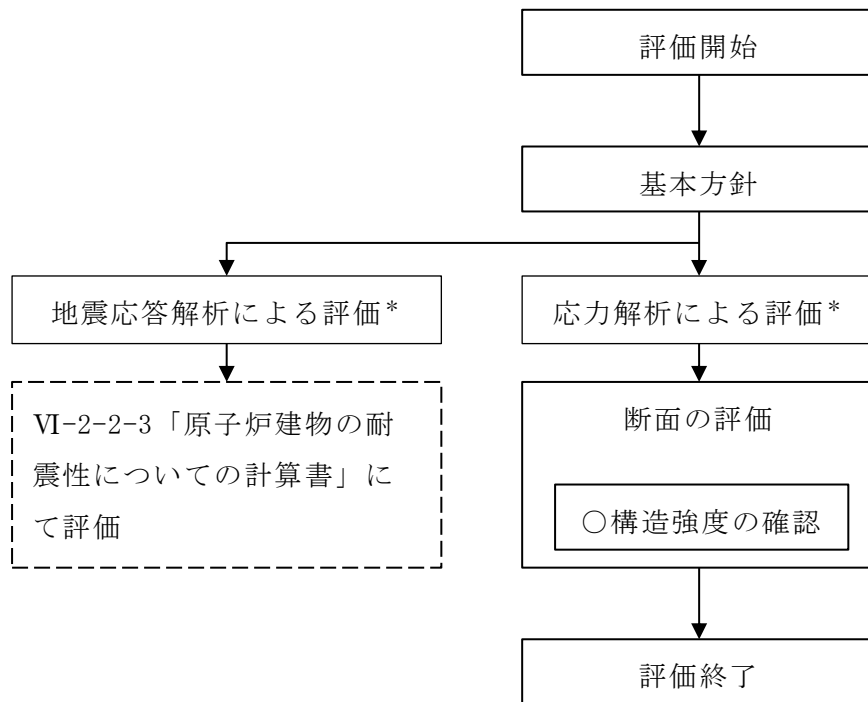 評価開始
基本方針
地震応答解析による評価*
応力解析による評価*
Ⅵ-2-2-3「原子炉建物の耐
震性についての計算書」に
て評価
断面の評価
○構造強度の確認
評価終了